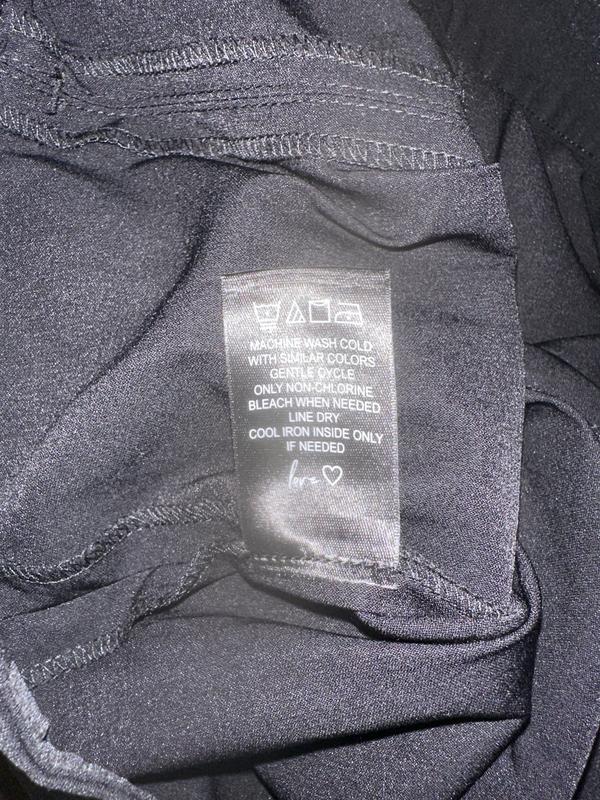 MACHINE WASH COLD
WITH SIMILAR COLORS
GENTLE CYCLE
ONLY NON-CHLORINE
BLEACH WHEN NEEDED
LINE DRY
COOL IRON INSIDE ONLY
IF NEEDED
love